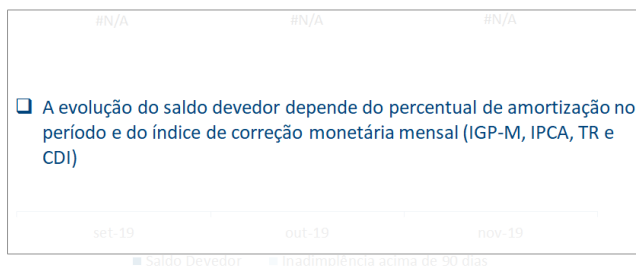 #N/A #N/A #N/A
❑ A evolução do saldo devedor depende do percentual de amortização no
período e do índice de correção monetária mensal (IGP-M, IPCA, TR e
CDI)
set-19 out-19 nov-19
Saldo Devedor Inadimplência acima de 90 dias